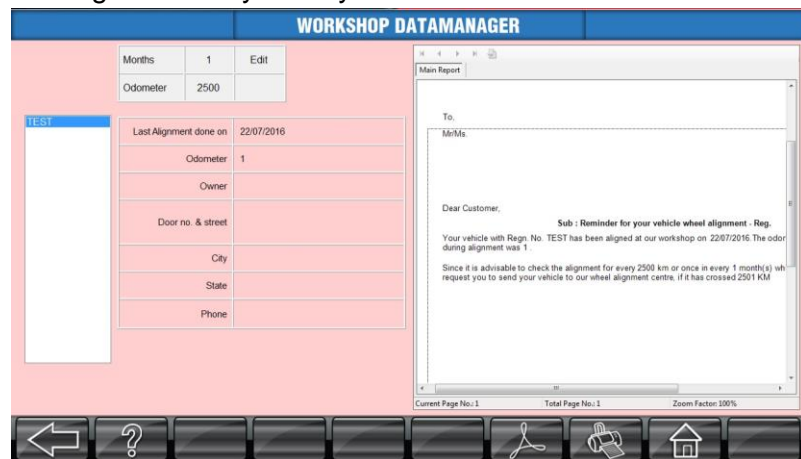 WORKSHOP DATAMANAGER
Months 1 Edit
Odometer 2500
TEST
Last Alignment done on 22/07/2016
Odometer 1
Owner
Door no. & street
City
State
Phone
Main Report
To,
Mr/Ms.
Dear Customer,
Sub : Reminder for your vehicle wheel alignment - Reg.
Your vehicle with Regn. No. TEST has been aligned at our workshop on 22/07/2016.The odor
during alignment was 1 .
Since it is advisable to check the alignment for every 2500 km or once in every 1 month(s) wh
request you to send your vehicle to our wheel alignment centre, if it has crossed 2501 KM
Current Page No.: 1 Total Page No.: 1 Zoom Factor: 100%